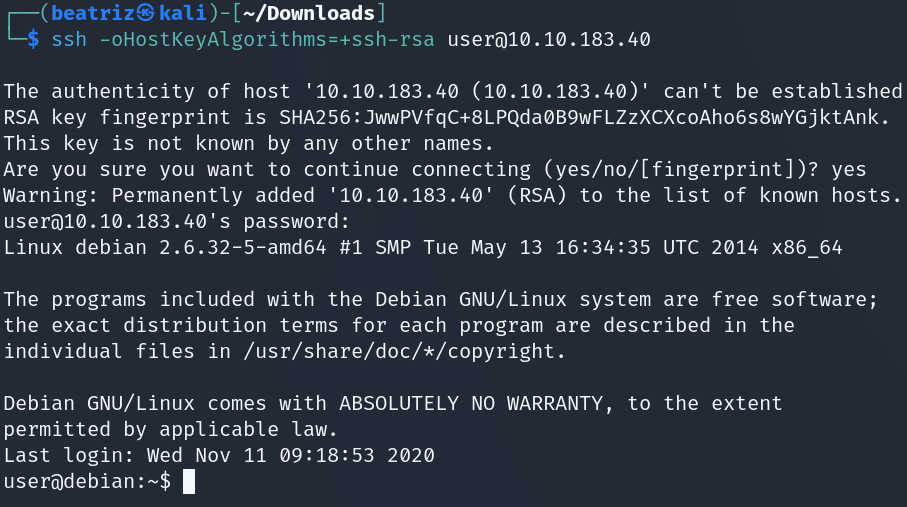 ┌──(beatriz㉿kali)-[~/Downloads]
└─$ ssh -oHostKeyAlgorithms=+ssh-rsa user@10.10.183.40
The authenticity of host '10.10.183.40 (10.10.183.40)' can't be established
RSA key fingerprint is SHA256:JwwPVfqC+8LPQda0B9wFLZzXCXcoAho6s8wYGjktAnk.
This key is not known by any other names.
Are you sure you want to continue connecting (yes/no/[fingerprint])? yes
Warning: Permanently added '10.10.183.40' (RSA) to the list of known hosts.
user@10.10.183.40's password:
Linux debian 2.6.32-5-amd64 #1 SMP Tue May 13 16:34:35 UTC 2014 x86_64
The programs included with the Debian GNU/Linux system are free software;
the exact distribution terms for each program are described in the
individual files in /usr/share/doc/*/copyright.
Debian GNU/Linux comes with ABSOLUTELY NO WARRANTY, to the extent
permitted by applicable law.
Last login: Wed Nov 11 09:18:53 2020
user@debian:~$